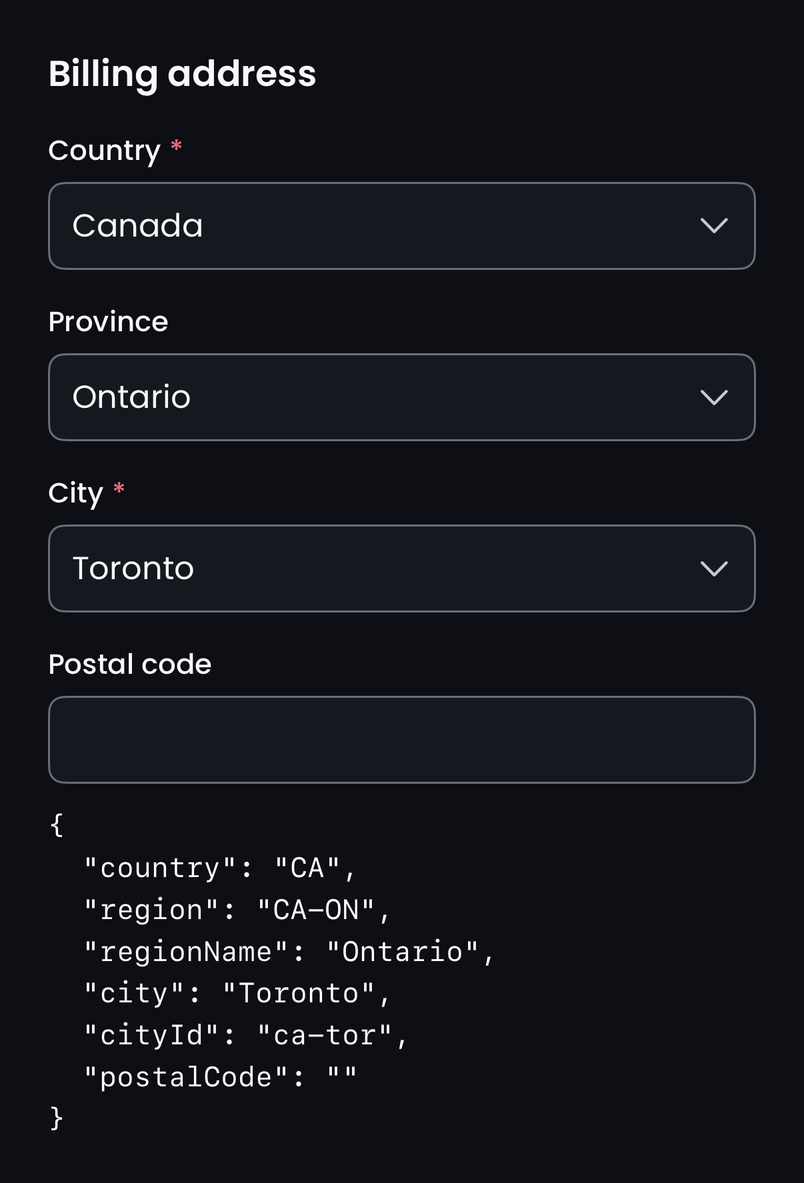 Billing address
Country *
Canada
Province
Ontario
City *
Toronto
Postal code
{
  "country": "CA",
  "region": "CA-ON",
  "regionName": "Ontario",
  "city": "Toronto",
  "cityId": "ca-tor",
  "postalCode": ""
}